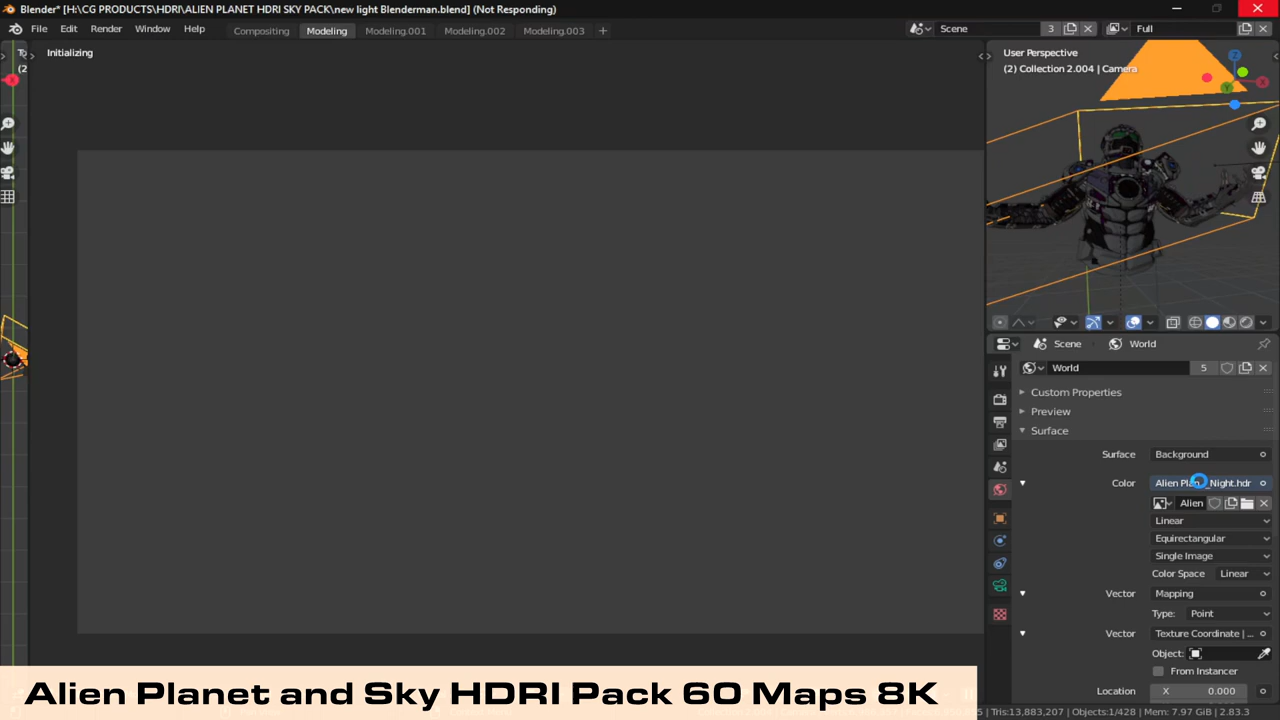 Blender* [H:\CG PRODUCTS\HDRI\ALIEN PLANET HDRI SKY PACK\new light Blenderman.blend] (Not Responding)
File Edit Render Window Help
Compositing Modeling Modeling.001 Modeling.002 Modeling.003 +
Scene 3
Full
Initializing
User Perspective
(2) Collection 2.004 | Camera
Z
X
Y
Scene World
World 5
Custom Properties
Preview
Surface
Surface Background
Color
Night.hdr
Alien
Linear
Equirectangular
Single Image
Color Space Linear
Vector Mapping
Type: Point
Vector Texture Coordinate | ...
Object:
From Instancer
Location X 0.000
Tris:13,883,207 | Objects:1/428 | Mem: 7.97 GiB | 2.83.3
Alien Planet and Sky HDRI Pack 60 Maps 8K